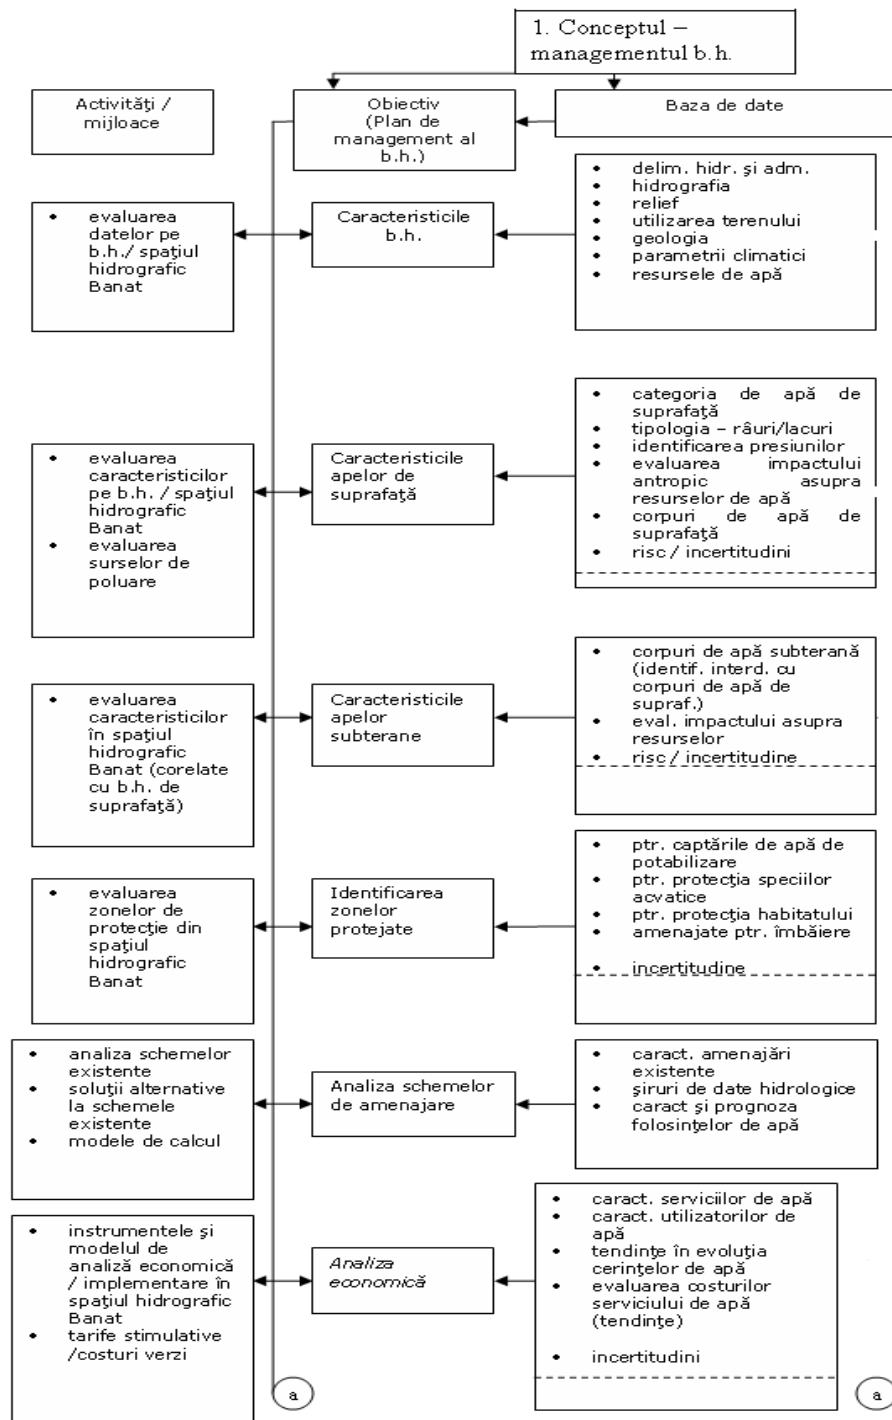 1. Conceptul –
managementul b.h.
Activităţi /
mijloace
Obiectiv
(Plan de
management al
b.h.)
Baza de date
• evaluarea
datelor pe
b.h./ spaţiul
hidrografic
Banat
Caracteristicile
b.h.
• delim. hidr. şi adm.
• hidrografia
• relief
• utilizarea terenului
• geologia
• parametrii climatici
• resursele de apă
• evaluarea
caracteristicilor
pe b.h. / spaţiul
hidrografic
Banat
• evaluarea
surselor de
poluare
Caracteristicile
apelor de
suprafaţă
• categoria de apă de
suprafaţă
• tipologia – râuri/lacuri
• identificarea presiunilor
• evaluarea impactului
antropic asupra
resurselor de apă
• corpuri de apă de
suprafaţă
• risc / incertitudini
• evaluarea
caracteristicilor
în spaţiul
hidrografic
Banat (corelate
cu b.h. de
suprafaţă)
Caracteristicile
apelor
subterane
• corpuri de apă subterană
(identif. interd. cu
corpuri de apă de
supraf.)
• eval. impactului asupra
resurselor
• risc / incertitudine
• evaluarea
zonelor de
protecţie din
spaţiul
hidrografic
Banat
Identificarea
zonelor
protejate
• ptr. captările de apă de
potabilizare
• ptr. protecţia speciilor
acvatice
• ptr. protecţia habitatului
• amenajate ptr. îmbăiere
• incertitudine
• analiza schemelor
existente
• soluţii alternative
la schemele
existente
• modele de calcul
Analiza schemelor
de amenajare
• caract. amenajări
existente
• şiruri de date hidrologice
• caract şi prognoza
folosinţelor de apă
• instrumentele şi
modelul de
analiză economică
/ implementare în
spaţiul hidrografic
Banat
• tarife stimulative
/costuri verzi
Analiza
economică
• caract. serviciilor de apă
• caract. utilizatorilor de
apă
• tendinţe în evoluţia
cerinţelor de apă
• evaluarea costurilor
serviciului de apă
(tendinţe)
• incertitudini
a
a